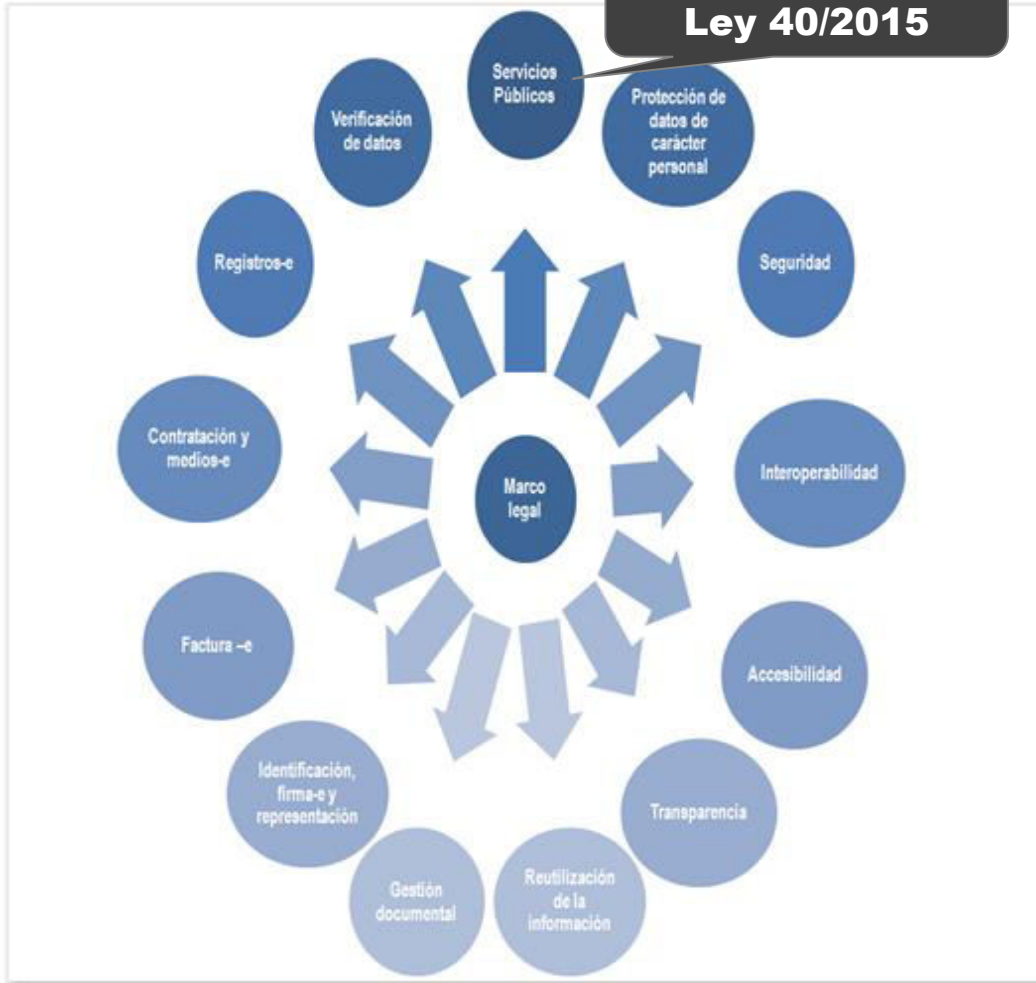 Ley 40/2015
Servicios
Públicos
Protección de
datos de
carácter
personal
Seguridad
Interoperabilidad
Accesibilidad
Transparencia
Reutilización
de la
información
Gestión
documental
Identificación,
firma-e y
representación
Factura –e
Contratación y
medios-e
Registros-e
Verificación
de datos
Marco
legal